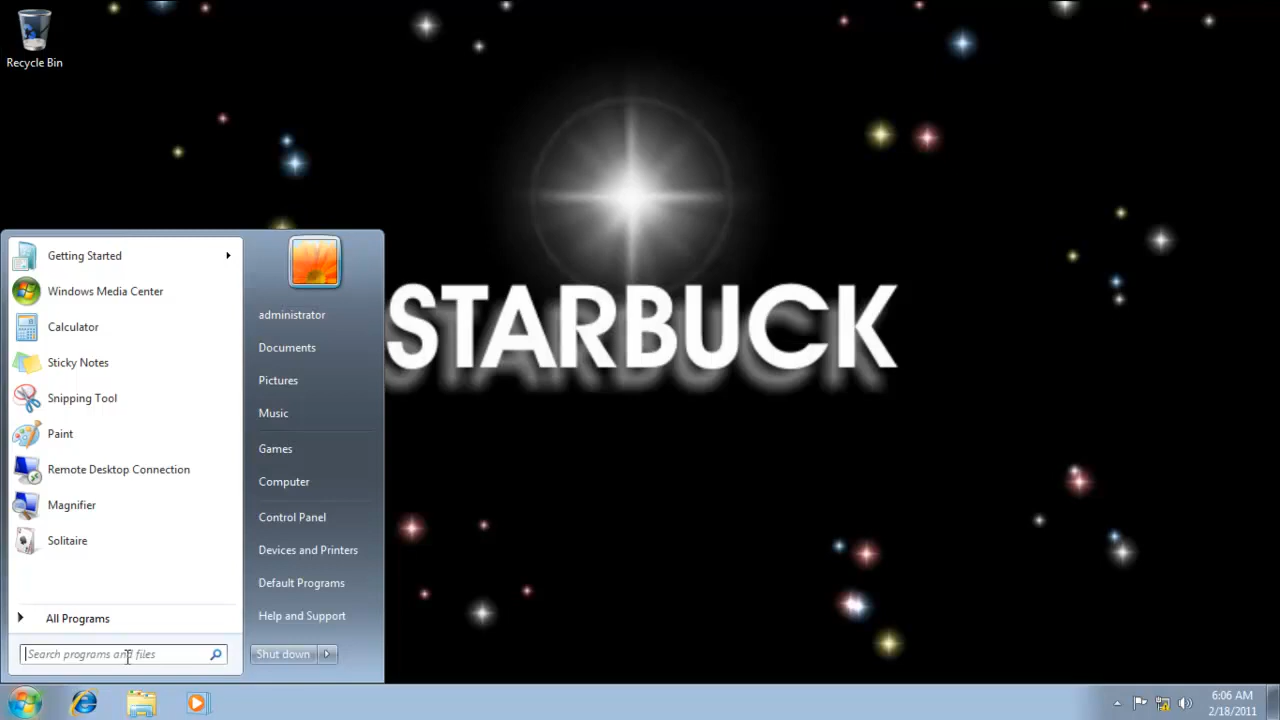 Recycle Bin
STARBUCK
Getting Started
Windows Media Center
Calculator
Sticky Notes
Snipping Tool
Paint
Remote Desktop Connection
Magnifier
Solitaire
All Programs
Search programs and files
administrator
Documents
Pictures
Music
Games
Computer
Control Panel
Devices and Printers
Default Programs
Help and Support
Shut down
6:06 AM
2/18/2011